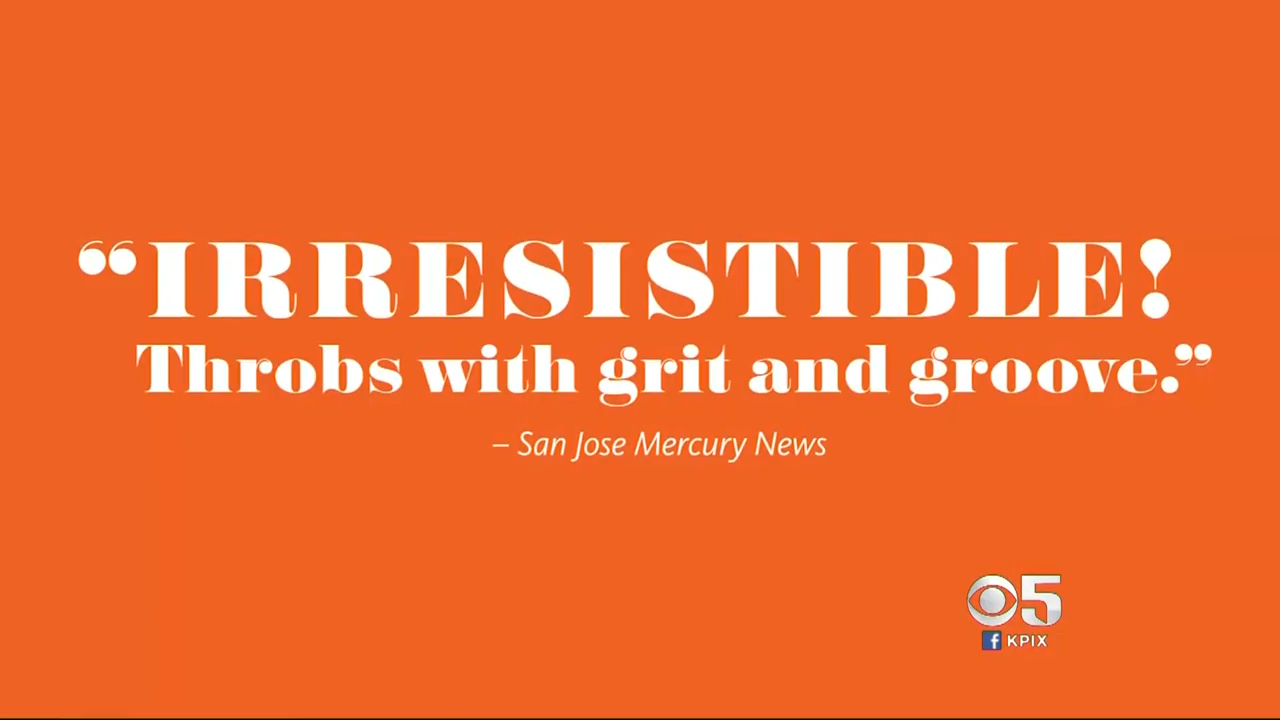 “IRRESISTIBLE!
Throbs with grit and groove.”
– San Jose Mercury News
5
f KPIX